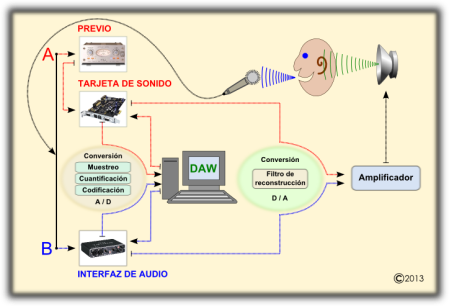 PREVIO
A
TARJETA DE SONIDO
Conversión
Muestreo
Cuantificación
Codificación
A / D
DAW
Conversión
Filtro de
reconstrucción
D / A
Amplificador
B
INTERFAZ DE AUDIO
©2013